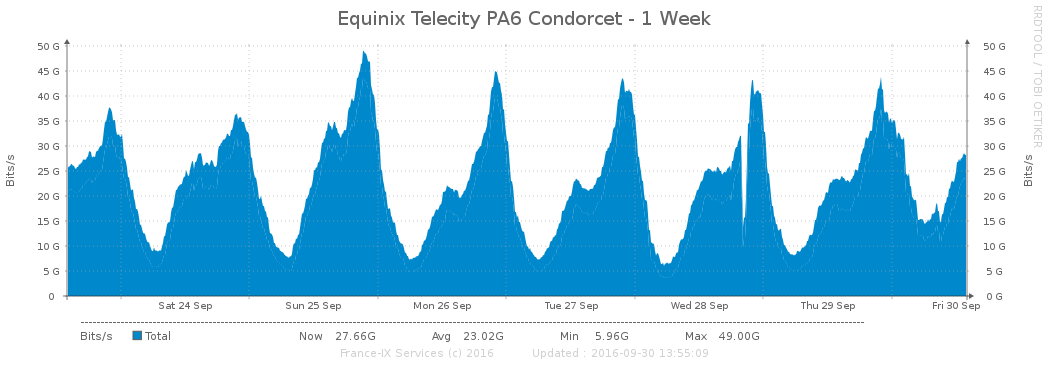 Equinix Telecity PA6 Condorcet - 1 Week
RRDTOOL / TOBI OETIKER
Bits/s
50 G
45 G
40 G
35 G
30 G
25 G
20 G
15 G
10 G
5 G
0
50 G
45 G
40 G
35 G
30 G
25 G
20 G
15 G
10 G
5 G
0 G
Bits/s
Sat 24 Sep Sun 25 Sep Mon 26 Sep Tue 27 Sep Wed 28 Sep Thu 29 Sep Fri 30 Sep
Bits/s Total Now 27.66G Avg 23.02G Min 5.96G Max 49.00G
France-IX Services (c) 2016 Updated : 2016-09-30 13:55:09